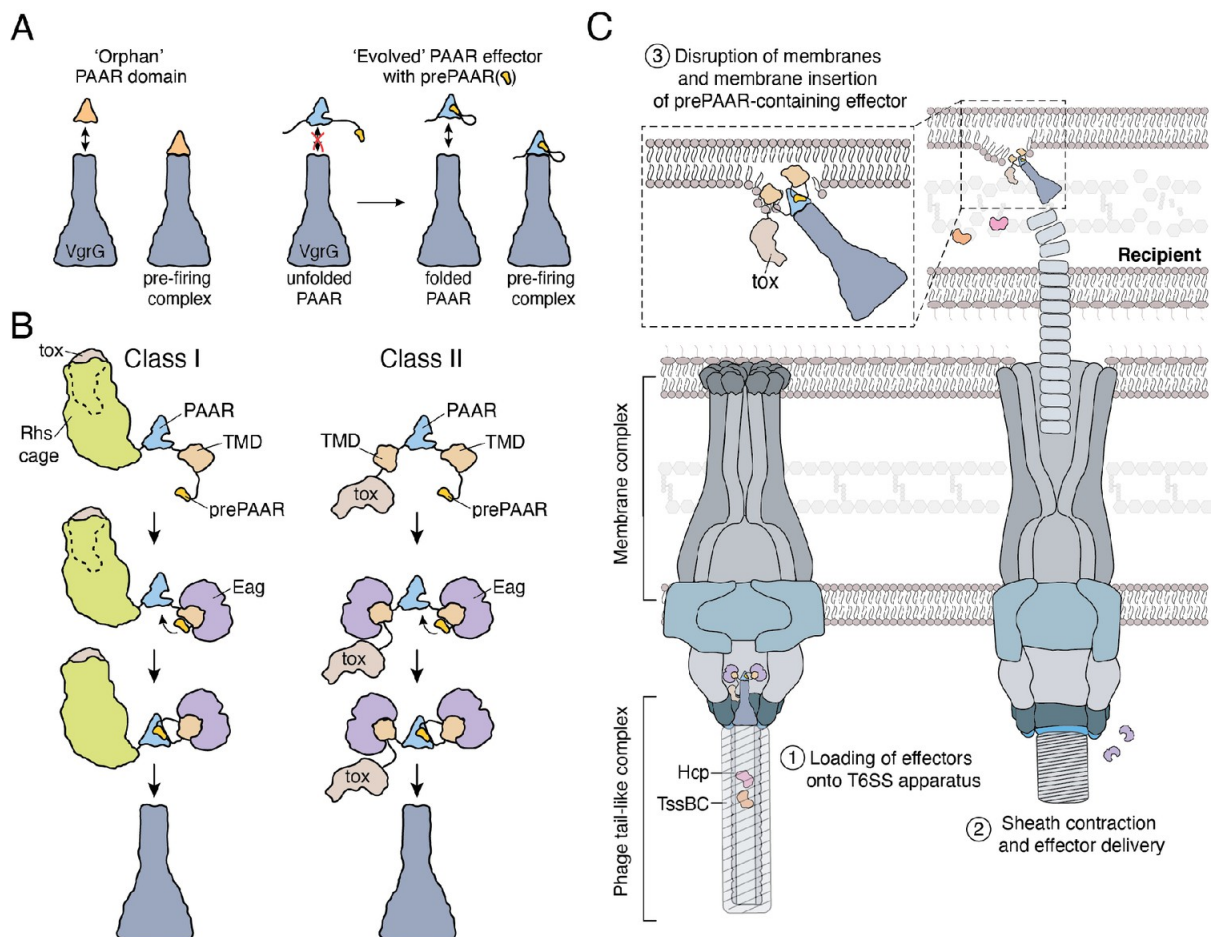 A
'Orphan'
PAAR domain
VgrG
pre-firing
complex
'Evolved' PAAR effector
with prePAAR( )
VgrG
unfolded
PAAR
folded
PAAR
pre-firing
complex
B
Class I
tox
Rhs
cage
PAAR
TMD
prePAAR
Eag
Class II
TMD
PAAR
TMD
tox
prePAAR
Eag
tox
tox
C
3 Disruption of membranes
and membrane insertion
of prePAAR-containing effector
tox
Recipient
Membrane complex
Phage tail-like complex
Hcp
TssBC
1 Loading of effectors
onto T6SS apparatus
2 Sheath contraction
and effector delivery